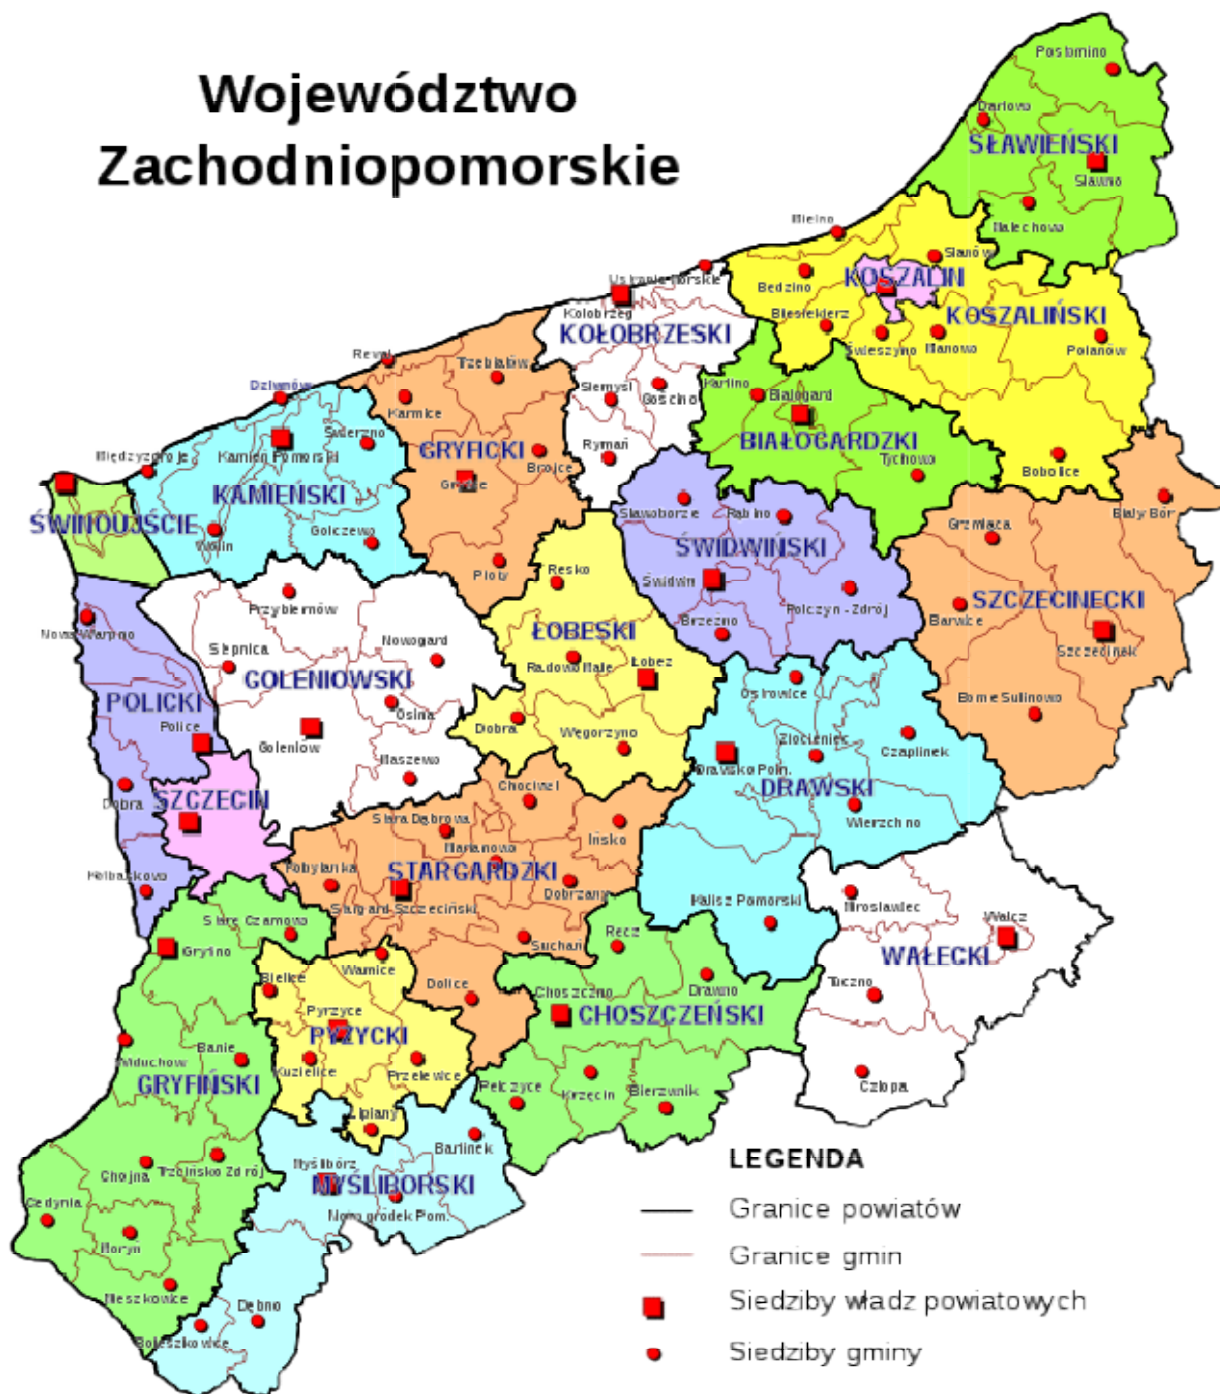 Województwo
Zachodniopomorskie
Postomino
Darłowo
SŁAWIEŃSKI
Sławno
Malechowo
Mielno
Sianów
Ustronie Morskie
KOSZALIN
Będzino
Kołobrzeg
Biesiekierz
KOSZALIŃSKI
KOŁOBRZESKI
Świeszyno
Manowo
Polanów
Rewal
Trzebiatów
Dziwnów
Siemyśl
Gościno
Karlino
Białogard
Karnice
Świerzno
BIAŁOGARDZKI
Rymań
GRYFICKI
Międzyzdroje
Kamień Pomorski
Brojce
Tychowo
Bobolice
Gryfice
KAMIEŃSKI
Sławoborze
Rąbino
Biały Bór
ŚWINOUJŚCIE
Wolin
Golczewo
Grzmiąca
ŚWIDWIŃSKI
Płoty
Resko
Świdwin
Połczyn - Zdrój
SZCZECINECKI
Przybiernów
Nowe Warpno
Brzeżno
Barwice
ŁOBESKI
Nowogard
Stepnica
Szczecinek
Radowo Małe
Łobez
GOLENIOWSKI
Ostrowice
Borne Sulinowo
POLICKI
Osina
Police
Dobra
Węgorzyno
Goleniów
Złocieniec
Czaplinek
Maszewo
Drawsko Pom.
DRAWSKI
Chociwel
SZCZECIN
Dobra
Stara Dąbrowa
Wierzchno
Marianowo
Ińsko
Kobylanka
STARGARDZKI
Kołbaskowo
Dobrzany
Kalisz Pomorski
Mirosławiec
Stargard Szczeciński
Stare Czarnowo
Wałcz
Recz
Suchań
Gryfino
WAŁECKI
Warnice
Bielice
Dolice
Tuczno
Choszczno
Drawno
Pyrzyce
CHOSZCZEŃSKI
PYZYCKI
Banie
Widuchow
Kuzielice
Przelewice
GRYFIŃSKI
Pełczyce
Krzęcin
Bierzwnik
Człopa
Lipiany
Barlinek
LEGENDA
Myślibórz
Trzcińsko Zdrój
Chojna
MYŚLIBORSKI
Cedynia
Nowogródek Pom.
Granice powiatów
Moryń
Granice gmin
Mieszkowice
Siedziby władz powiatowych
Dębno
Boleszkowice
Siedziby gminy